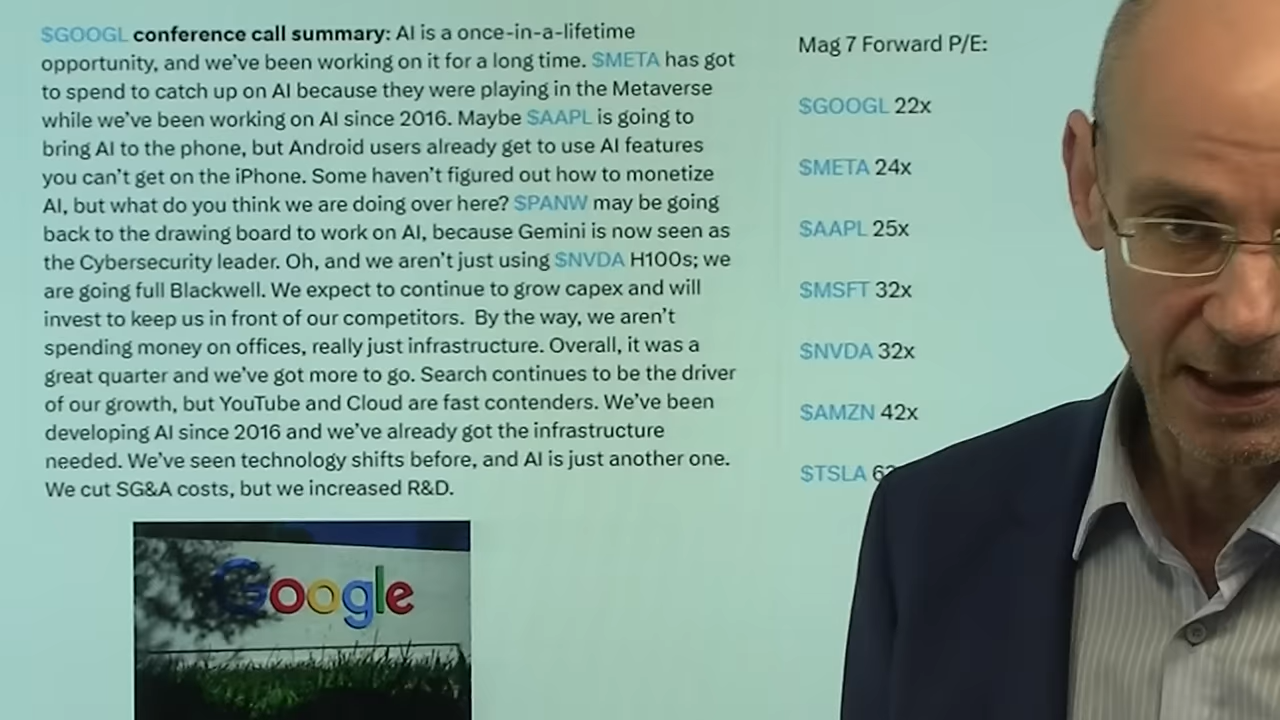 $GOOGL conference call summary: AI is a once-in-a-lifetime
opportunity, and we've been working on it for a long time. $META has got
to spend to catch up on AI because they were playing in the Metaverse
while we've been working on AI since 2016. Maybe $AAPL is going to
bring AI to the phone, but Android users already get to use AI features
you can't get on the iPhone. Some haven't figured out how to monetize
AI, but what do you think we are doing over here? $PANW may be going
back to the drawing board to work on AI, because Gemini is now seen as
the Cybersecurity leader. Oh, and we aren't just using $NVDA H100s; we
are going full Blackwell. We expect to continue to grow capex and will
invest to keep us in front of our competitors. By the way, we aren't
spending money on offices, really just infrastructure. Overall, it was a
great quarter and we've got more to go. Search continues to be the driver
of our growth, but YouTube and Cloud are fast contenders. We've been
developing AI since 2016 and we've already got the infrastructure
needed. We've seen technology shifts before, and AI is just another one.
We cut SG&A costs, but we increased R&D.
Google
Mag 7 Forward P/E:
$GOOGL 22x
$META 24x
$AAPL 25x
$MSFT 32x
$NVDA 32x
$AMZN 42x
$TSLA